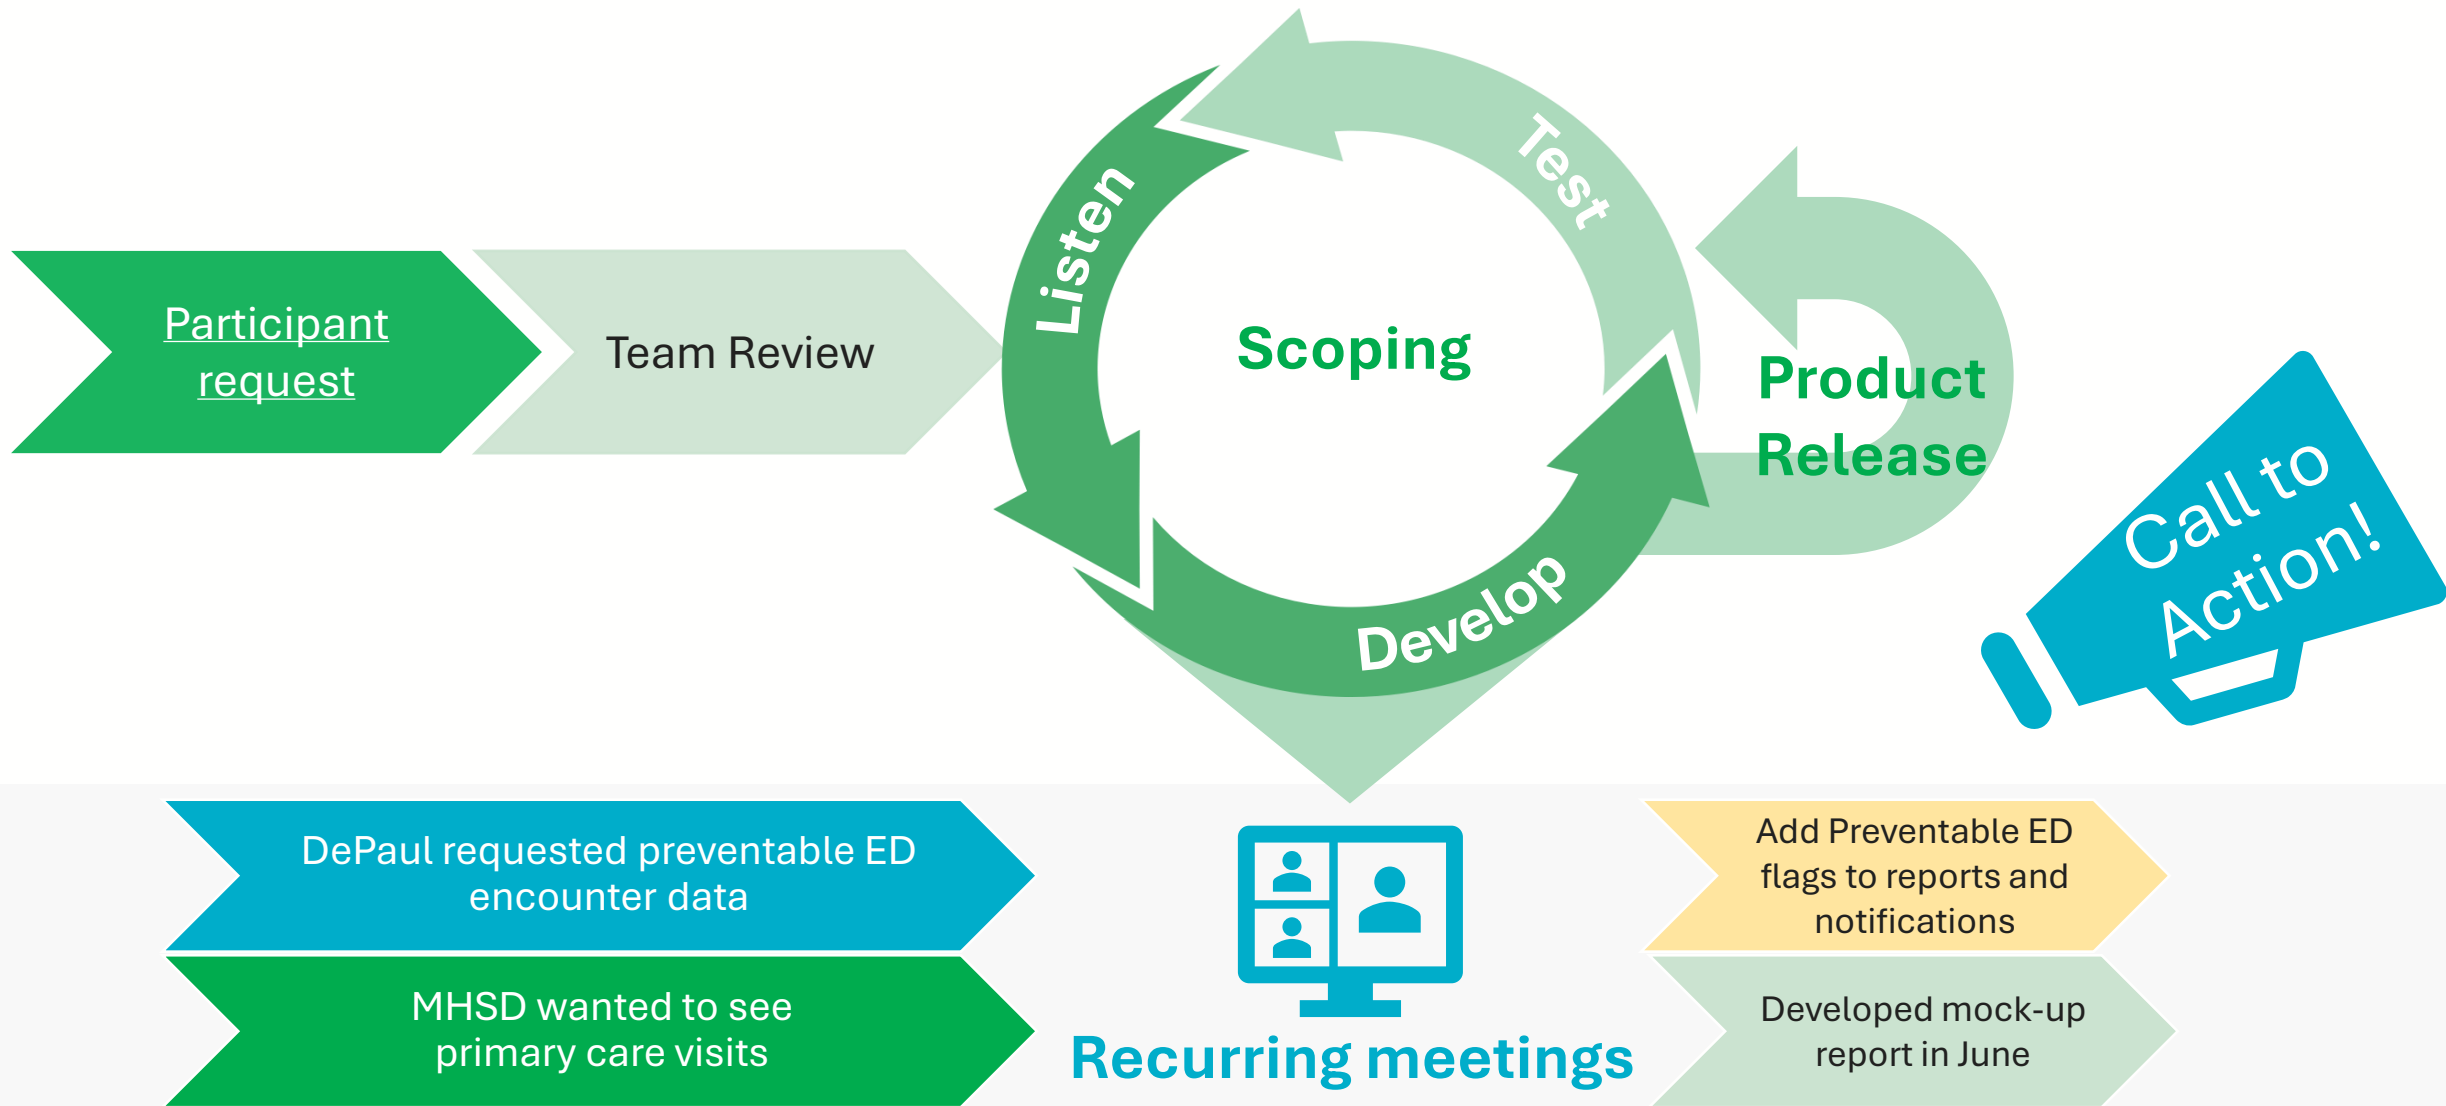 Participant
request
Team Review
Listen
Test
Scoping
Develop
Product
Release
Call to
Action!
DePaul requested preventable ED
encounter data
MHSD wanted to see
primary care visits
Recurring meetings
Add Preventable ED
flags to reports and
notifications
Developed mock-up
report in June